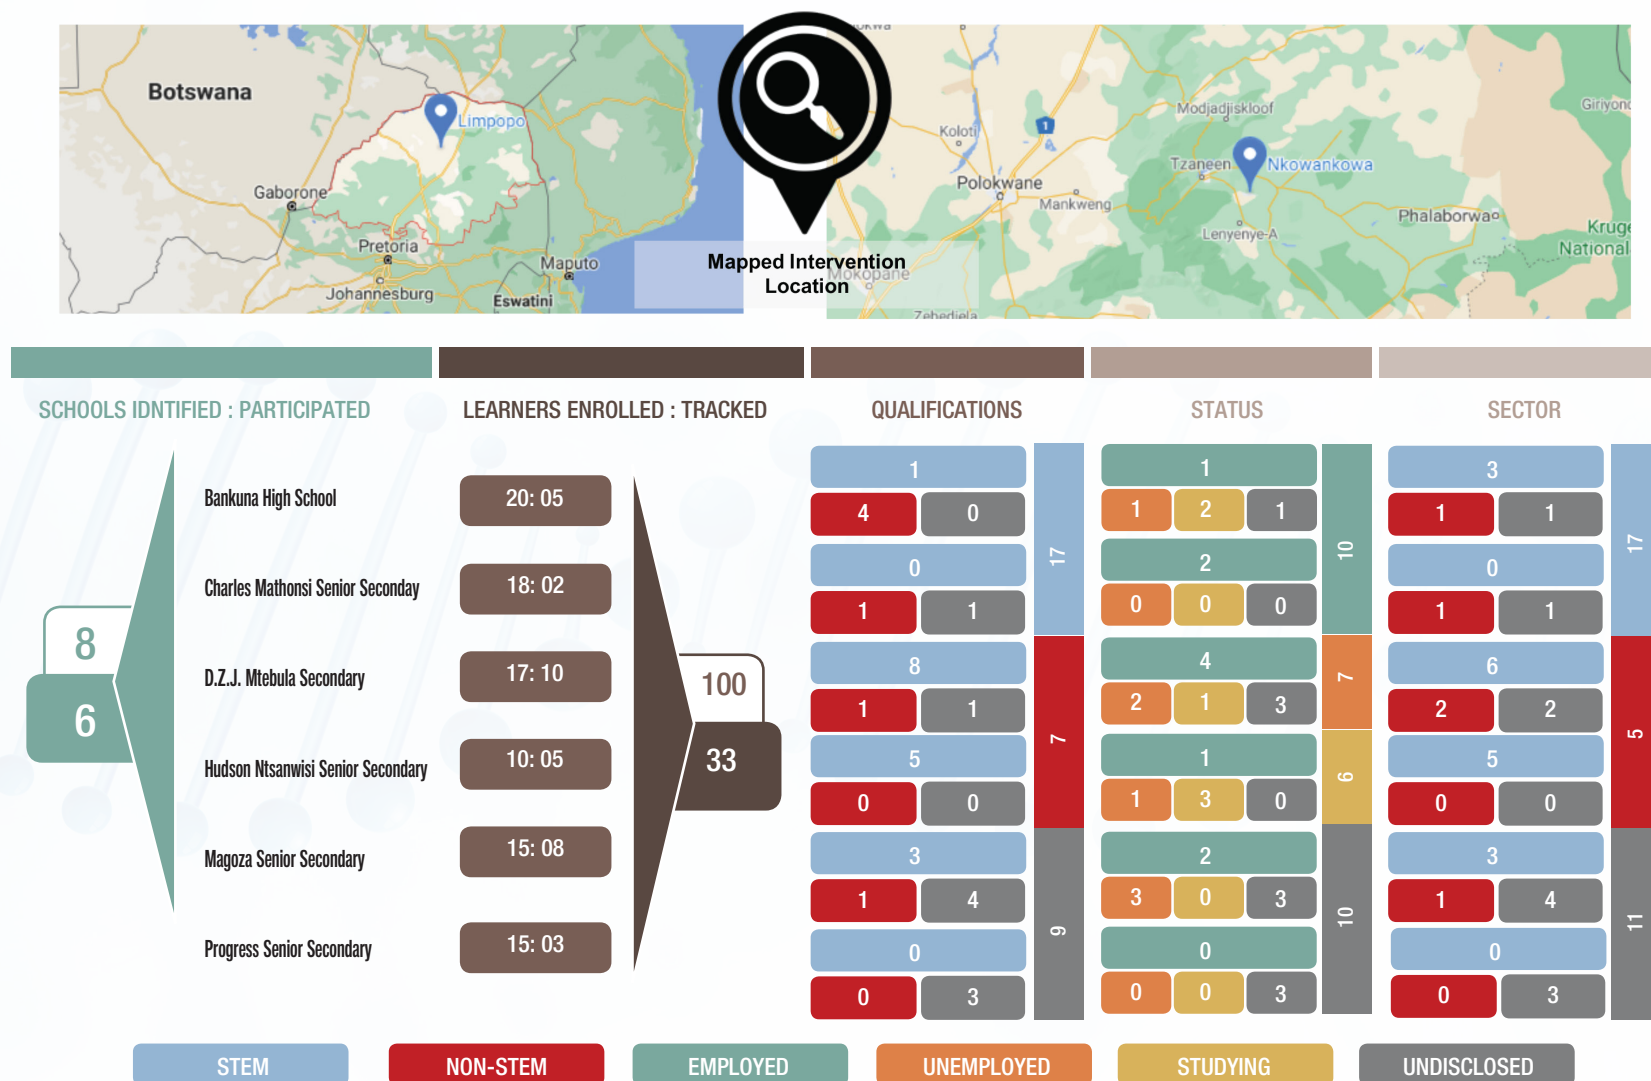 Botswana
Limpopo
Gaborone
Pretoria
Johannesburg
Maputo
Eswatini
Mapped Intervention
Location
Koloti
1
Polokwane
Mankweng
Mokopane
Zebediela
Modjadjiskloof
Tzaneen
Nkowankowa
Lenyenye-A
Phalaborwa
Giriyond
Kruge
National
SCHOOLS IDNTIFIED : PARTICIPATED
LEARNERS ENROLLED : TRACKED
QUALIFICATIONS
STATUS
SECTOR
8
6
Bankuna High School
20: 05
Charles Mathonsi Senior Seconday
18: 02
D.Z.J. Mtebula Secondary
17: 10
Hudson Ntsanwisi Senior Secondary
10: 05
Magoza Senior Secondary
15: 08
Progress Senior Secondary
15: 03
100
33
1
4 0
0
1 1
8
1 1
5
0 0
3
1 4
0
0 3
17
7
9
1
1 2 1
2
0 0 0
4
2 1 3
1
1 3 0
2
3 0 3
0
0 0 3
10
7
6
10
3
1 1
0
1 1
6
2 2
5
0 0
3
1 4
0
0 3
17
5
11
STEM
NON-STEM
EMPLOYED
UNEMPLOYED
STUDYING
UNDISCLOSED